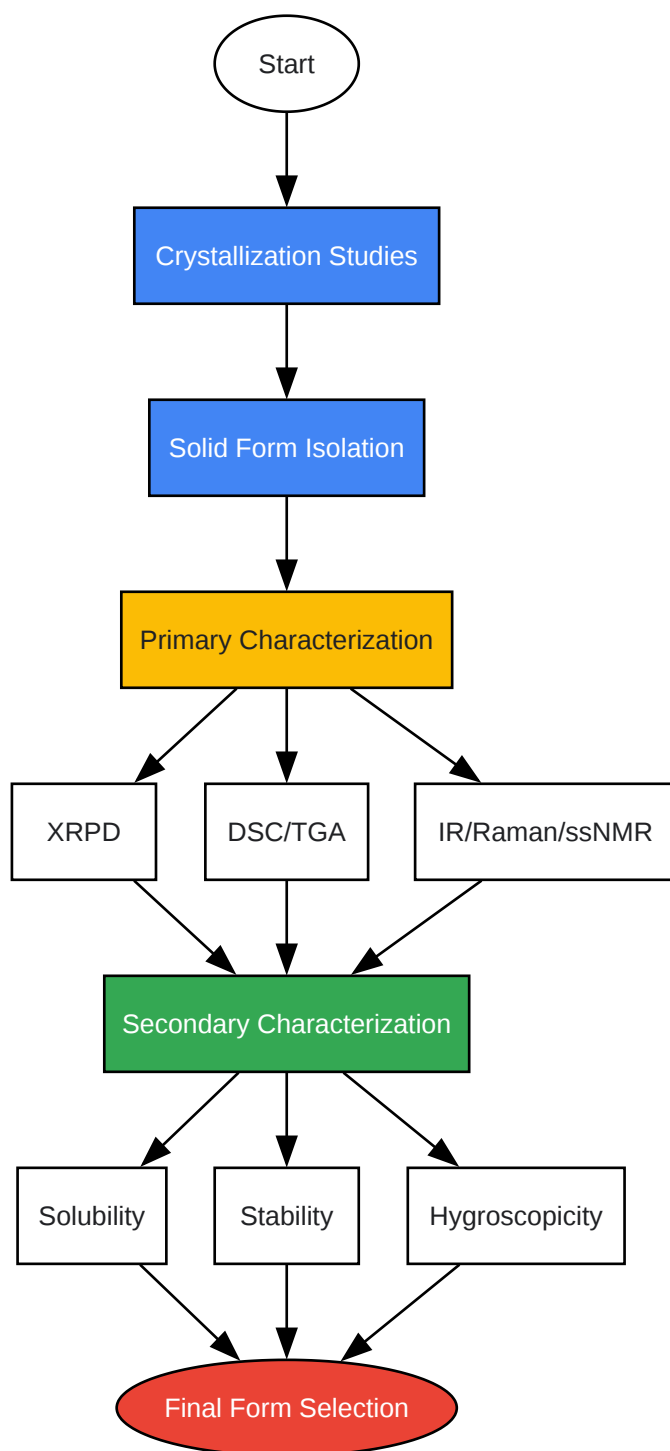 Start
Crystallization Studies
Solid Form Isolation
Primary Characterization
XRPD
DSC/TGA
IR/Raman/ssNMR
Secondary Characterization
Solubility
Stability
Hygroscopicity
Final Form Selection